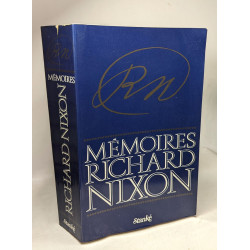 RN
MÉMOIRES
RICHARD
NIXON
stanké
MÉMOIRES
RICHARD NIXON